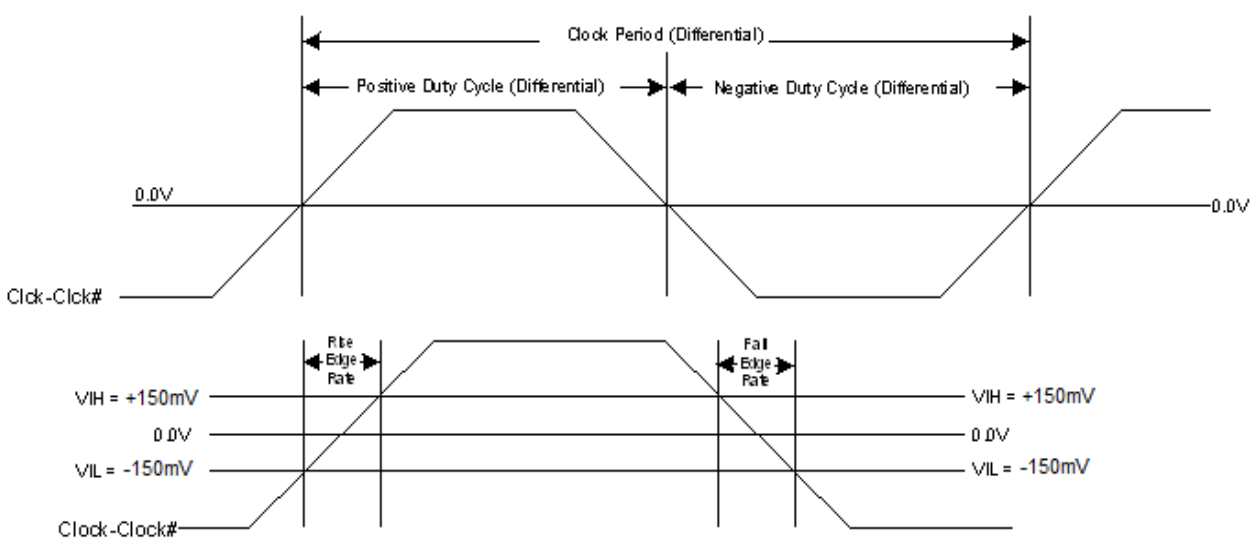 Clock Period (Differential)
Positive Duty Cycle (Differential)
Negative Duty Cycle (Differential)
0.0V
0.0V
Clck-Clck#
Rise
Edge
Rate
Fall
Edge
Rate
VIH = +150mV
VIH = +150mV
0.0V
0.0V
VIL = -150mV
VIL = -150mV
Clock-Clock#